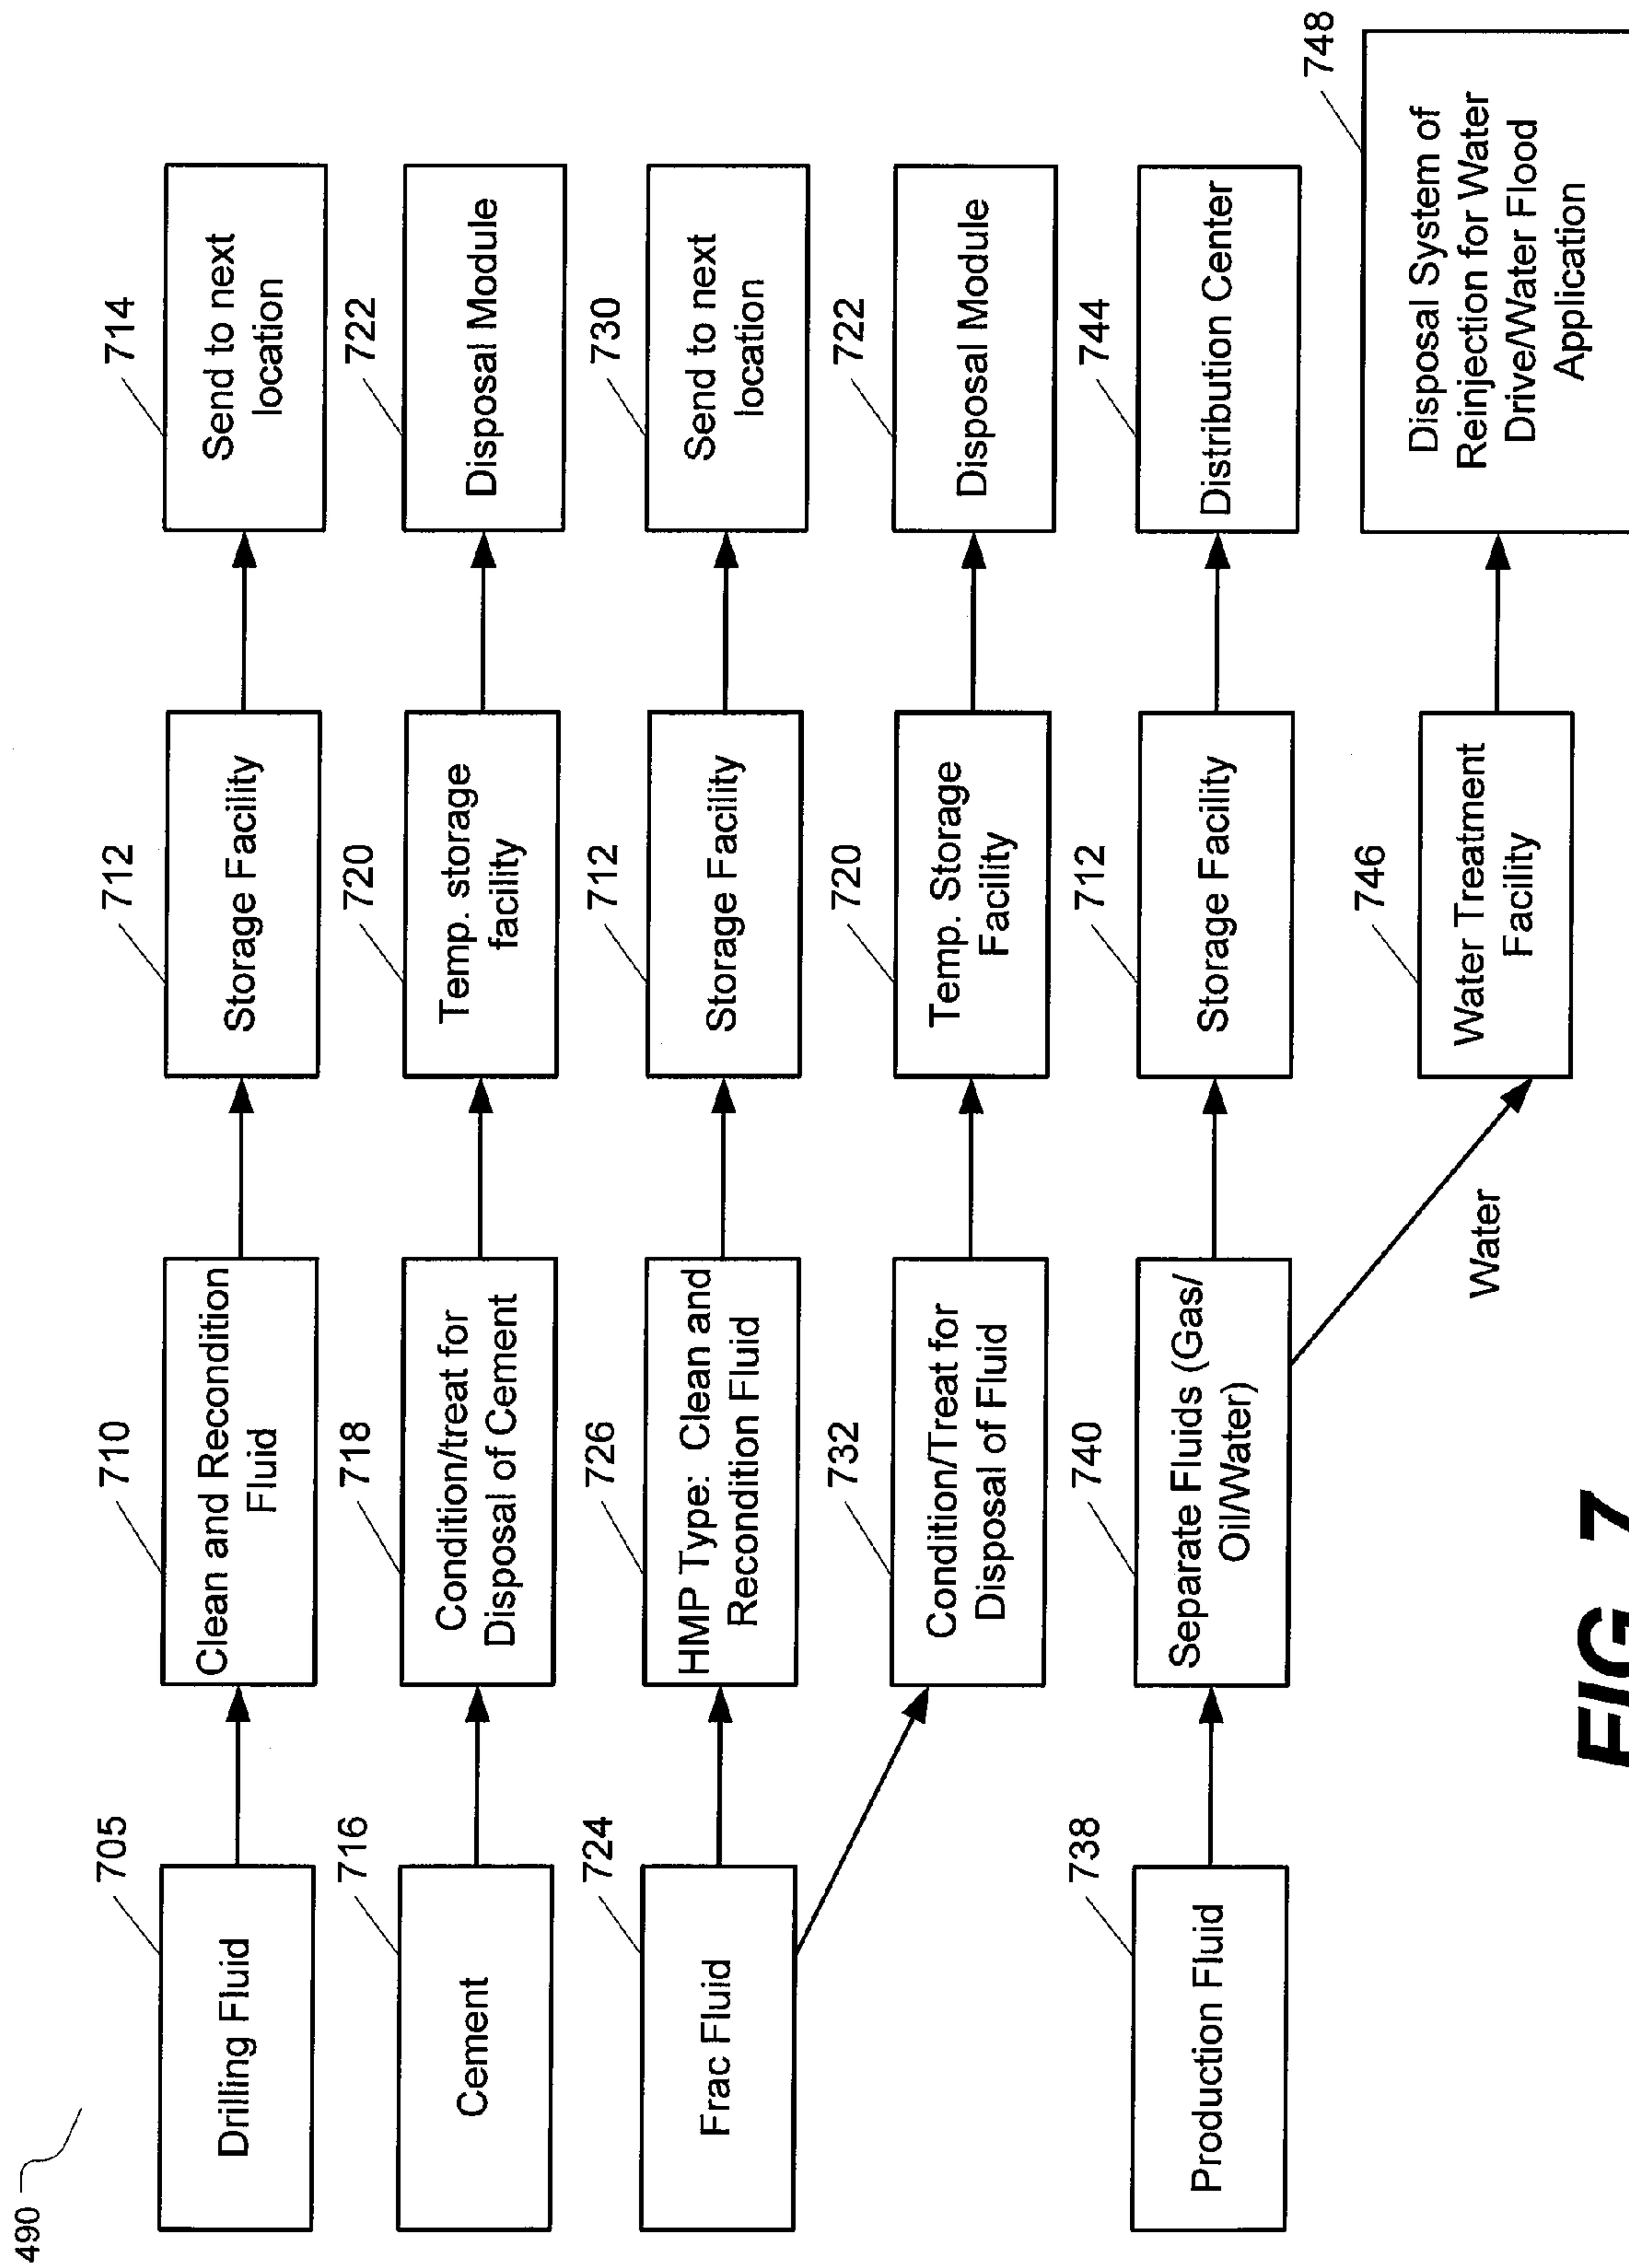 490
705
Drilling Fluid
710
Clean and Recondition
Fluid
712
Storage Facility
714
Send to next
location
716
Cement
718
Condition/treat for
Disposal of Cement
720
Temp. storage
facility
722
Disposal Module
724
Frac Fluid
726
HMP Type: Clean and
Recondition Fluid
712
Storage Facility
730
Send to next
location
732
Condition/Treat for
Disposal of Fluid
720
Temp. Storage
Facility
722
Disposal Module
738
Production Fluid
740
Separate Fluids (Gas/
Oil/Water)
712
Storage Facility
744
Distribution Center
Water
746
Water Treatment
Facility
748
Disposal System of
Reinjection for Water
Drive/Water Flood
Application
FIG. 7